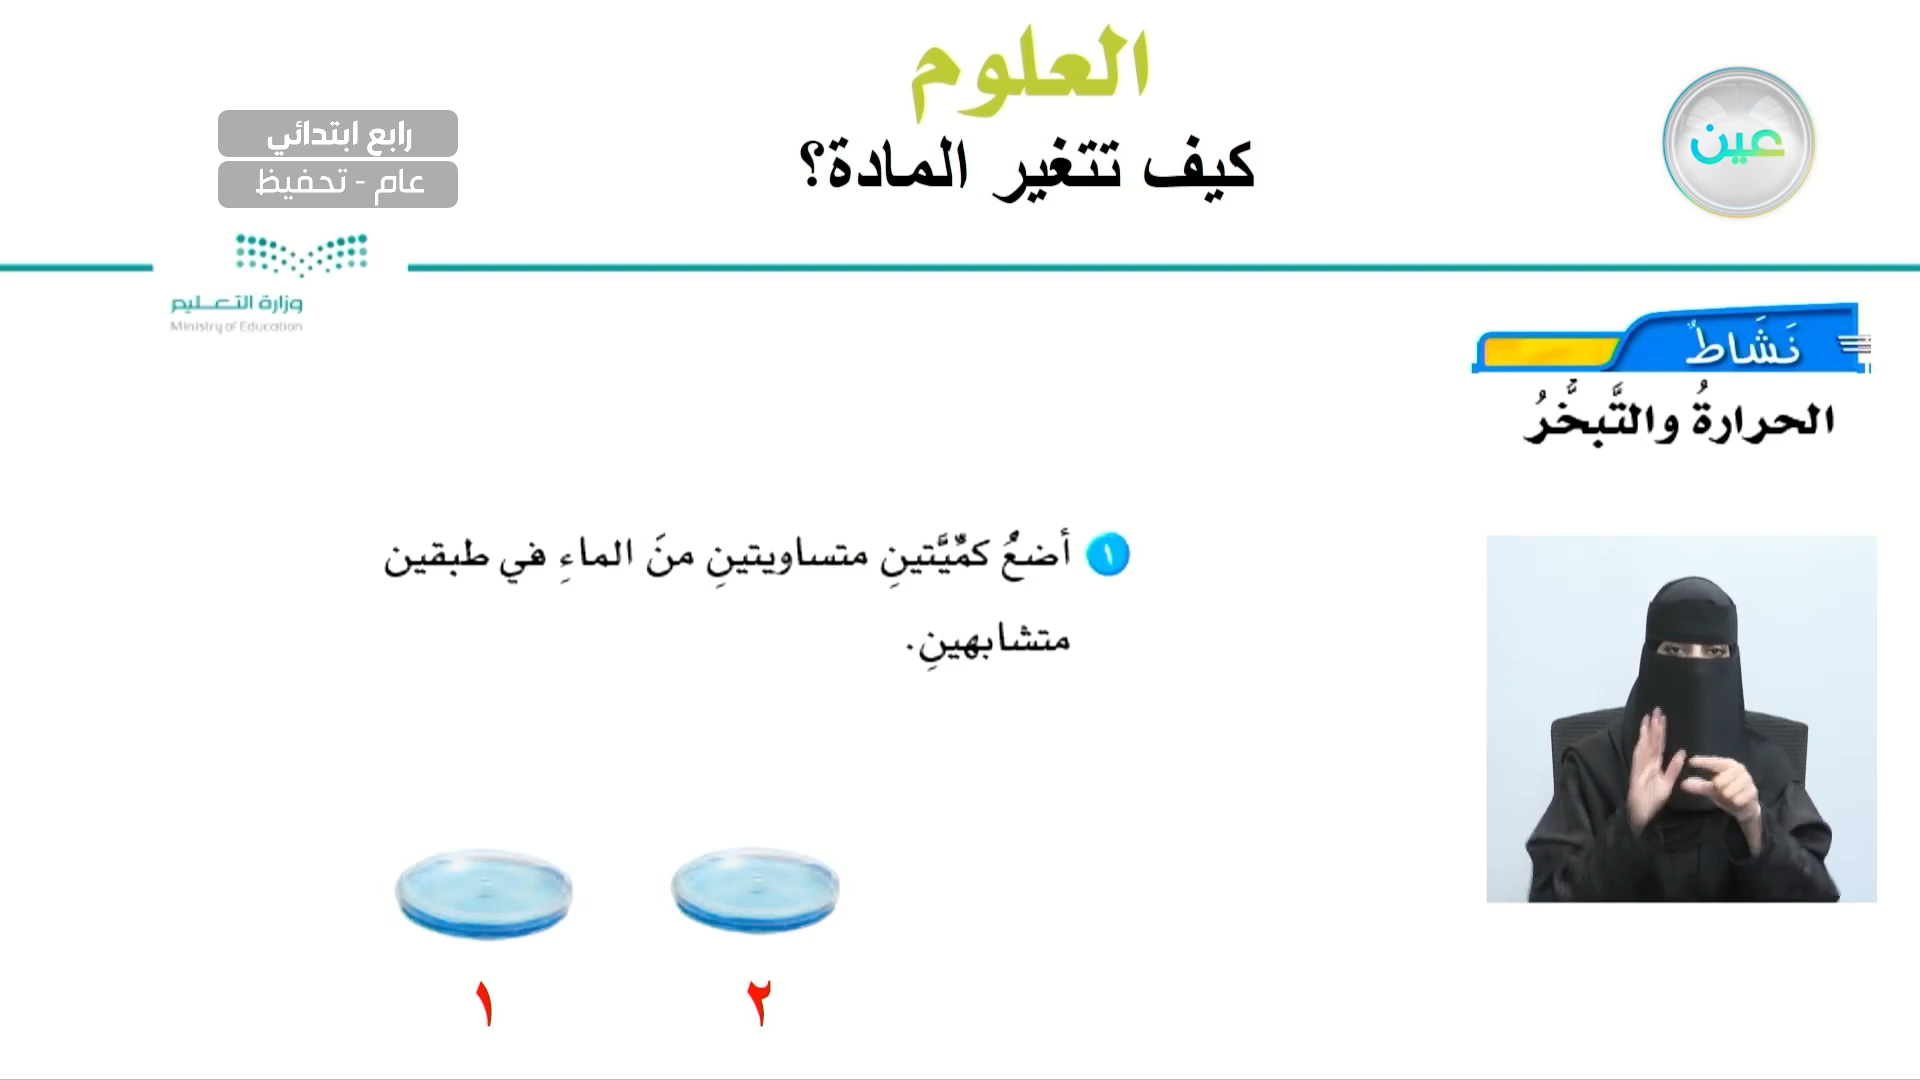 العلوم
كيف تتغير المادة؟
عين
رابع ابتدائي
عام - تحفيظ
وزارة التعليم
Ministry of Education
نَشَاطٌ
الحرارةُ والتَّبخُّرُ
١ أضعُ كمِّيَّتينِ متساويتينِ منَ الماءِ في طبقين
متشابهينِ.
١ ٢